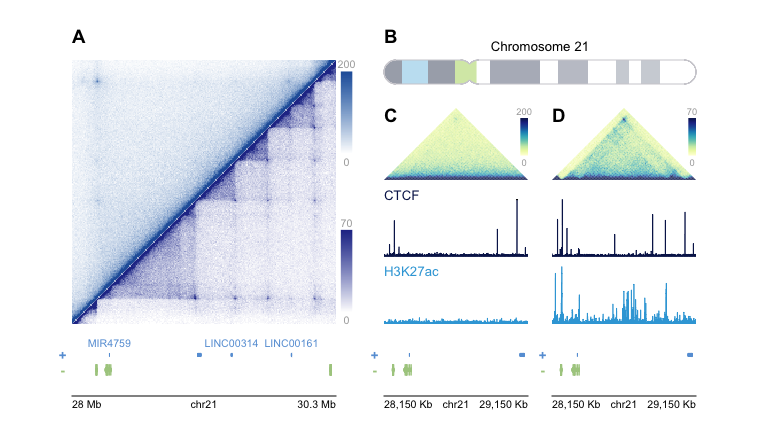 A
200
0
70
0
MIR4759
LINC00314 LINC00161
+
-
28 Mb chr21 30.3 Mb
B
Chromosome 21
C
200
0
D
70
0
CTCF
H3K27ac
+
-
28,150 Kb chr21 29,150 Kb
+
-
28,150 Kb chr21 29,150 Kb